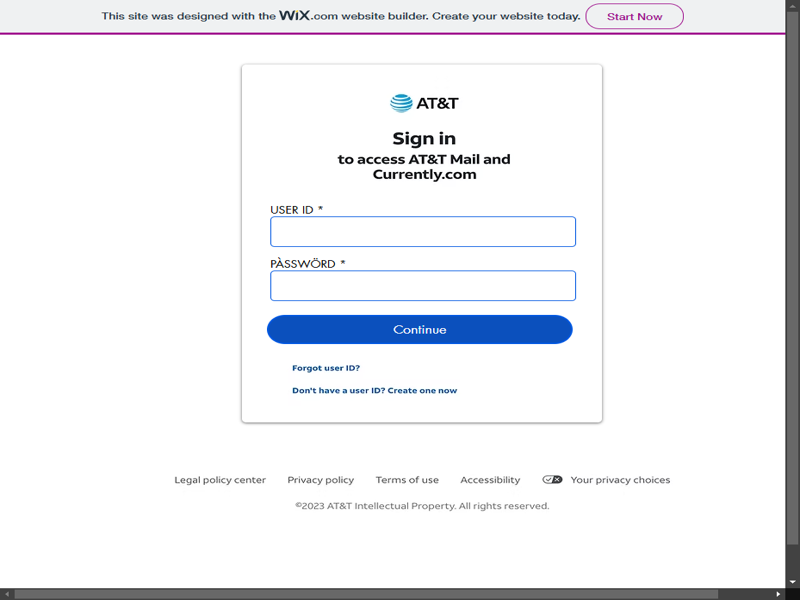 This site was designed with the WiX.com website builder. Create your website today. Start Now
AT&T
Sign in
to access AT&T Mail and
Currently.com
USER ID *
PÀSSWÖRD *
Continue
Forgot user ID?
Don't have a user ID? Create one now
Legal policy center Privacy policy Terms of use Accessibility Your privacy choices
©2023 AT&T Intellectual Property. All rights reserved.